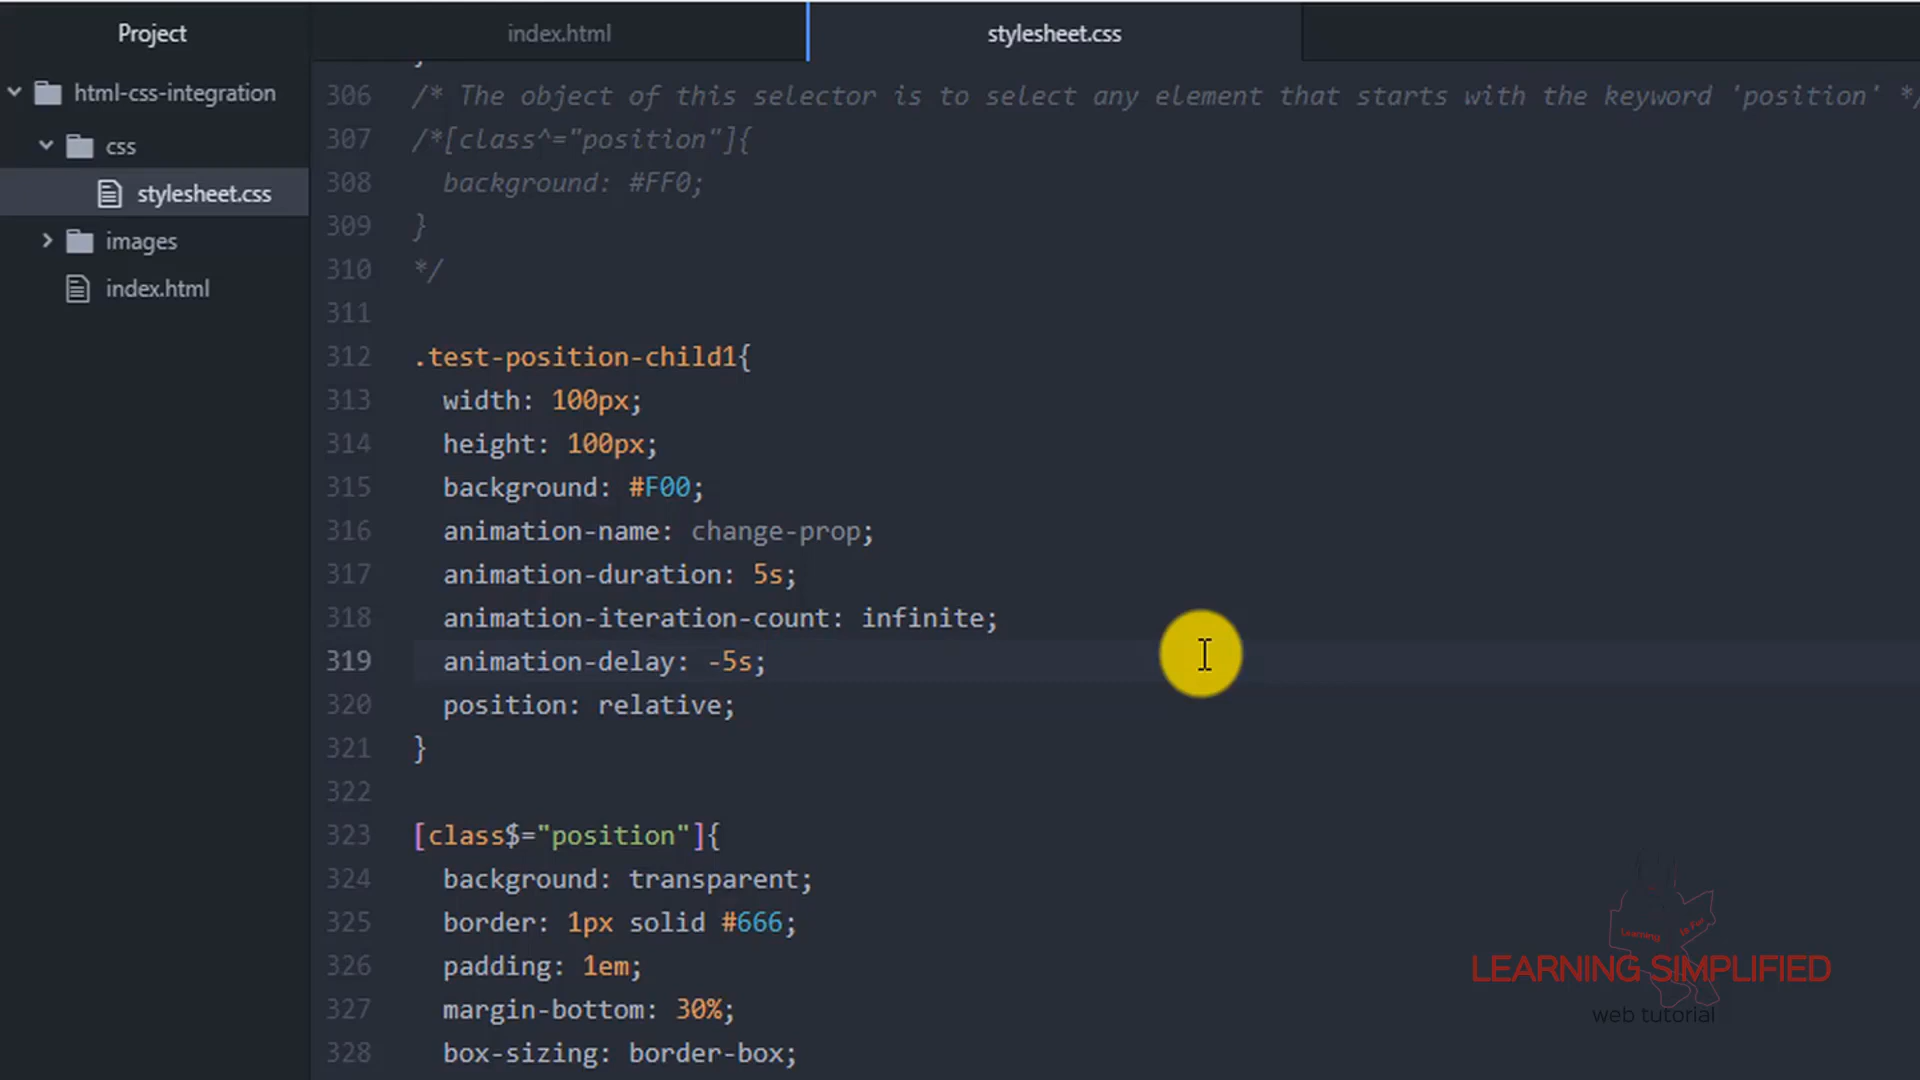 Project
index.html
stylesheet.css
html-css-integration
css
stylesheet.css
images
index.html
306 /* The object of this selector is to select any element that starts with the keyword 'position' */
307 /*[class^="position"]{
308 background: #FF0;
309 }
310 */
311
312 .test-position-child1{
313 width: 100px;
314 height: 100px;
315 background: #F00;
316 animation-name: change-prop;
317 animation-duration: 5s;
318 animation-iteration-count: infinite;
319 animation-delay: -5s;
320 position: relative;
321 }
322
323 [class$="position"]{
324 background: transparent;
325 border: 1px solid #666;
326 padding: 1em;
327 margin-bottom: 30%;
328 box-sizing: border-box;
Learning Is Fun
LEARNING SIMPLIFIED
web tutorial